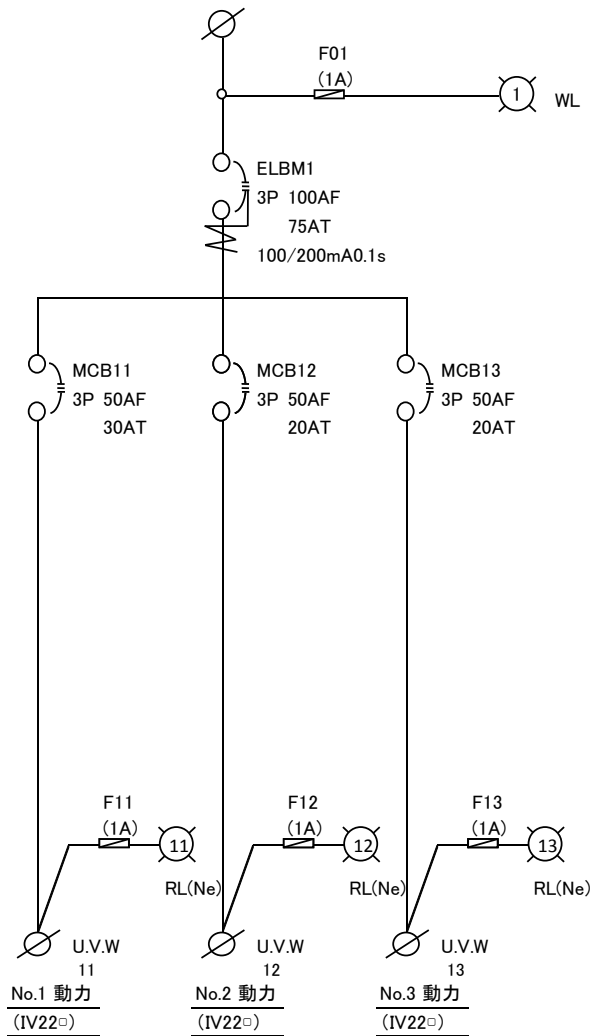 F01
(1A)
1
WL
ELBM1
3P 100AF
75AT
100/200mA0.1s
MCB11
3P 50AF
30AT
MCB12
3P 50AF
20AT
MCB13
3P 50AF
20AT
F11
(1A)
11
RL(Ne)
F12
(1A)
12
RL(Ne)
F13
(1A)
13
RL(Ne)
U.V.W
11
No.1 動力
(IV22□)
U.V.W
12
No.2 動力
(IV22□)
U.V.W
13
No.3 動力
(IV22□)